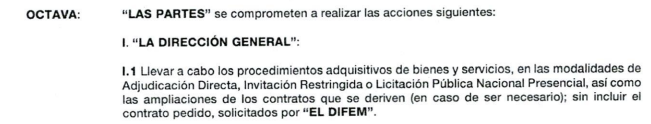 OCTAVA: "LAS PARTES" se comprometen a realizar las acciones siguientes:
I. "LA DIRECCIÓN GENERAL":
I.1 Llevar a cabo los procedimientos adquisitivos de bienes y servicios, en las modalidades de
Adjudicación Directa, Invitación Restringida o Licitación Pública Nacional Presencial, así como
las ampliaciones de los contratos que se deriven (en caso de ser necesario); sin incluir el
contrato pedido, solicitados por "EL DIFEM".